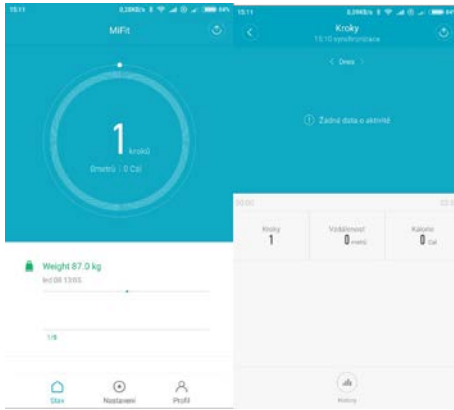 15:11
MiFit
1 kroků
0metrů | 0 Cal
Weight 87.0 kg
1/8
Stav
Nastavení
Profil
15:11
Kroky
15:10 synchronizace
< Dnes >
Žádná data o aktivitě
00:00
Kroky
1
Vzdálenost
0 metrů
Kalorie
0 Cal